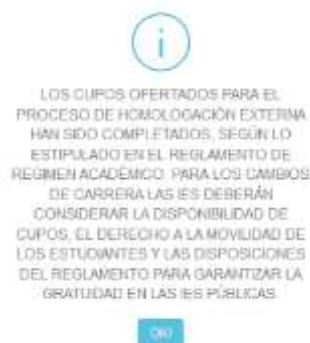 LOS CUPOS OFERTADOS PARA EL
PROCESO DE HOMOLOGACIÓN EXTERNA
HAN SIDO COMPLETADOS, SEGÚN LO
ESTIPULADO EN EL REGLAMENTO DE
REGIMEN ACADÉMICO. PARA LOS CAMBIOS
DE CARRERA LAS IES DEBERÁN
CONSIDERAR LA DISPONIBILIDAD DE
CUPOS, EL DERECHO A LA MOVILIDAD DE
LOS ESTUDIANTES Y LAS DISPOSICIONES
DEL REGLAMENTO PARA GARANTIZAR LA
GRATUIDAD EN LAS IES PÚBLICAS